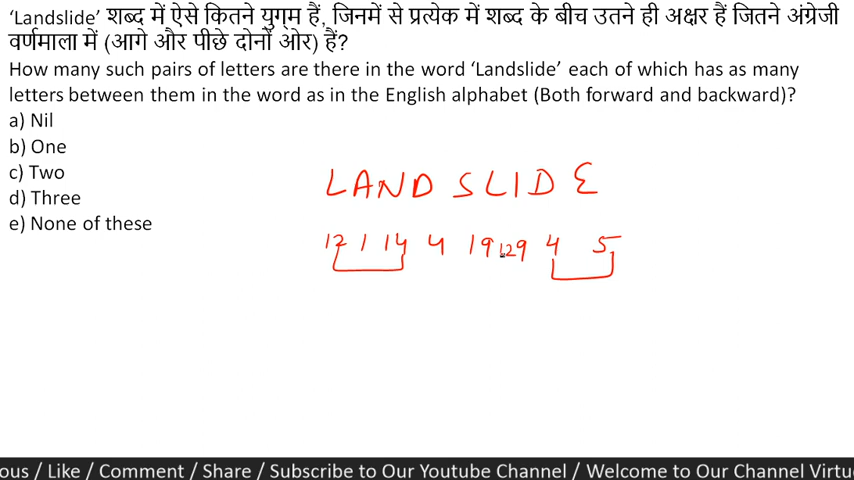 ‘Landslide’ शब्द में ऐसे कितने युग्म हैं, जिनमें से प्रत्येक में शब्द के बीच उतने ही अक्षर हैं जितने अंग्रेजी
वर्णमाला में (आगे और पीछे दोनों ओर) हैं?
How many such pairs of letters are there in the word ‘Landslide’ each of which has as many
letters between them in the word as in the English alphabet (Both forward and backward)?
a) Nil
b) One
c) Two
d) Three
e) None of these
LANDSLIDE
12 1 14 4 19 12 9 4 5
ous / Like / Comment / Share / Subscribe to Our Youtube Channel / Welcome to Our Channel Virtu